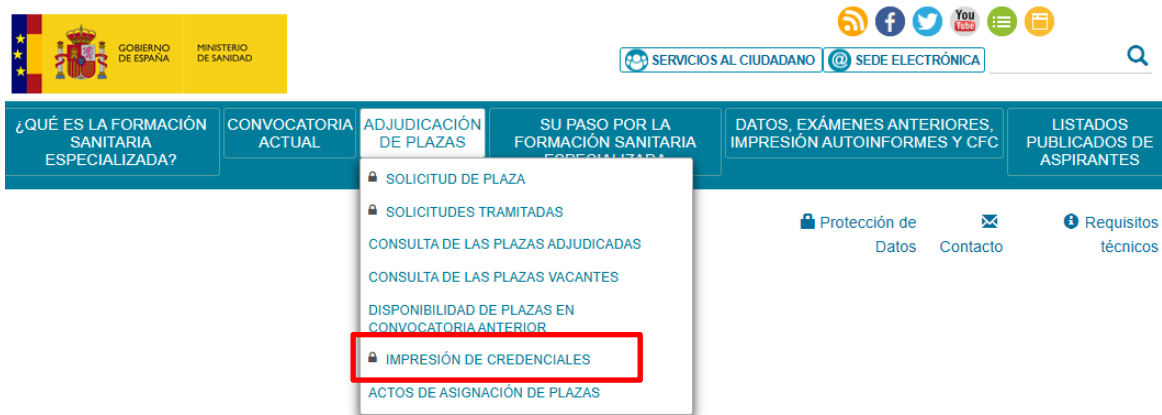 GOBIERNO
DE ESPAÑA
MINISTERIO
DE SANIDAD
You
Tube
SERVICIOS AL CIUDADANO
@ SEDE ELECTRÓNICA
¿QUÉ ES LA FORMACIÓN
SANITARIA
ESPECIALIZADA?
CONVOCATORIA
ACTUAL
ADJUDICACIÓN
DE PLAZAS
SU PASO POR LA
FORMACIÓN SANITARIA
ESPECIALIZADA
DATOS, EXÁMENES ANTERIORES,
IMPRESIÓN AUTOINFORMES Y CFC
LISTADOS
PUBLICADOS DE
ASPIRANTES
SOLICITUD DE PLAZA
SOLICITUDES TRAMITADAS
CONSULTA DE LAS PLAZAS ADJUDICADAS
CONSULTA DE LAS PLAZAS VACANTES
DISPONIBILIDAD DE PLAZAS EN
CONVOCATORIA ANTERIOR
IMPRESIÓN DE CREDENCIALES
ACTOS DE ASIGNACIÓN DE PLAZAS
Protección de
Datos
Contacto
Requisitos
técnicos